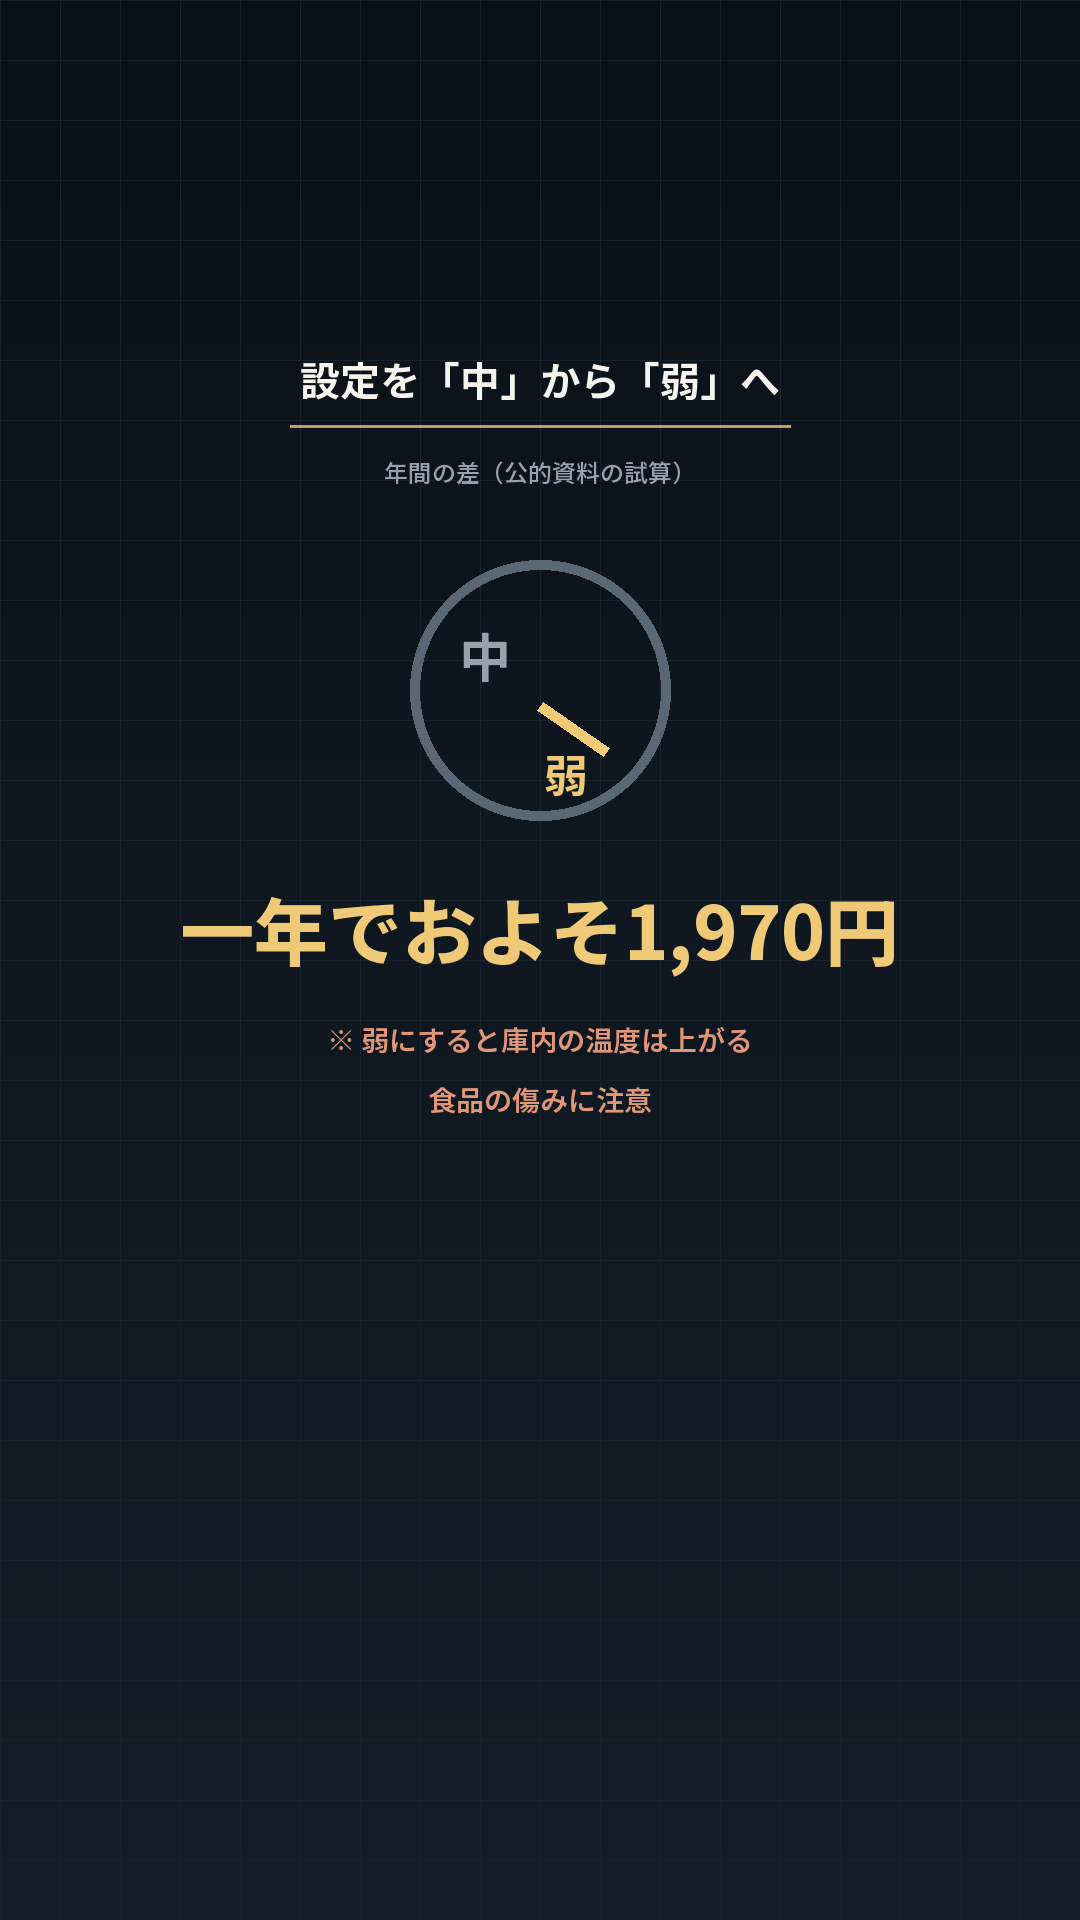 設定を「中」から「弱」へ
年間の差（公的資料の試算）
中
弱
一年でおよそ1,970円
※ 弱にすると庫内の温度は上がる
食品の傷みに注意